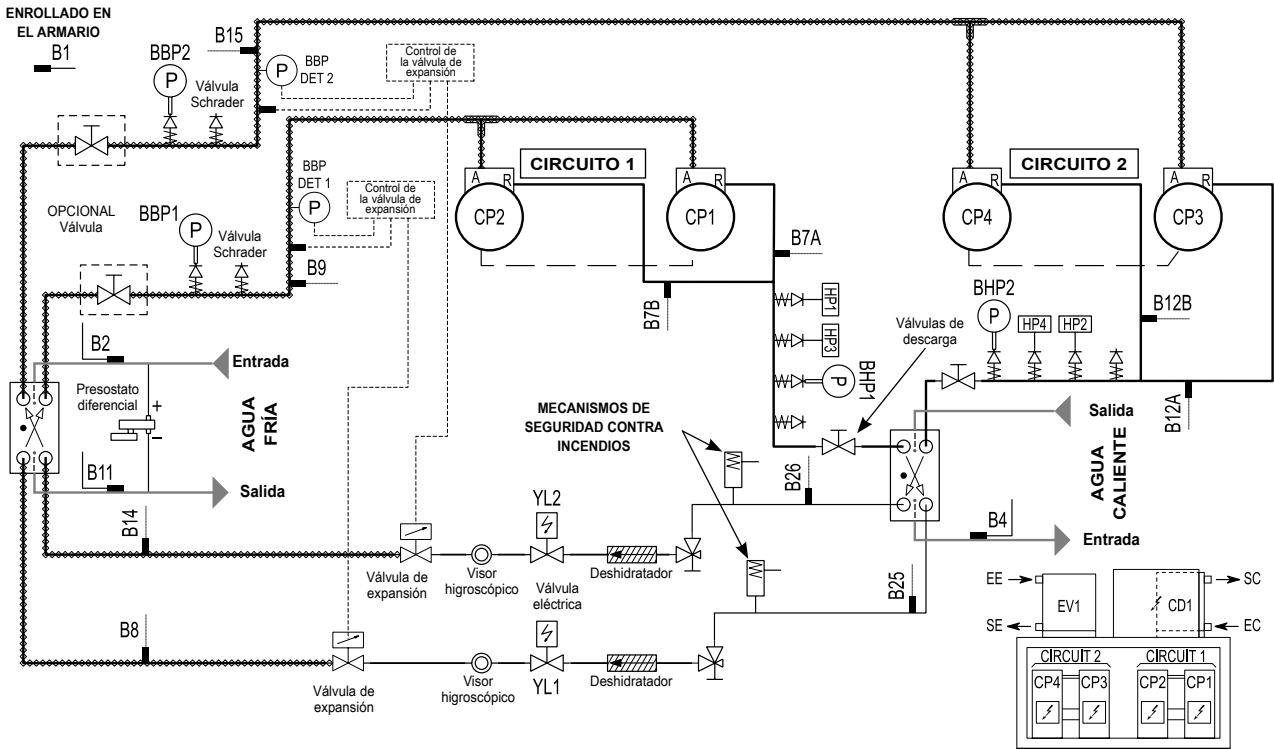 ENROLLADO EN
EL ARMARIO
B1
BBP2
P
Válvula
Schrader
B15
P
BBP
DET 2
Control de
la válvula de
expansión
OPCIONAL
Válvula
BBP1
P
Válvula
Schrader
BBP
DET 1
P
Control de
la válvula de
expansión
B9
A
R
CP2
CIRCUITO 1
A
R
CP1
B7A
B7B
A
R
CP4
CIRCUITO 2
A
R
CP3
HP1
HP3
BHP1
P
Válvulas de
descarga
BHP2
P
HP4
HP2
B12B
B12A
B2
Entrada
Presostato
diferencial
+
–
AGUA
FRÍA
B11
Salida
B14
B8
MECANISMOS DE
SEGURIDAD CONTRA
INCENDIOS
B26
Salida
AGUA
CALIENTE
B4
Entrada
B25
Válvula de
expansión
Visor
higroscópico
YL2
Válvula
eléctrica
Deshidratador
Válvula de
expansión
Visor
higroscópico
YL1
Deshidratador
EE
SE
EV1
CD1
SC
EC
CIRCUIT 2
CIRCUIT 1
CP4
CP3
CP2
CP1